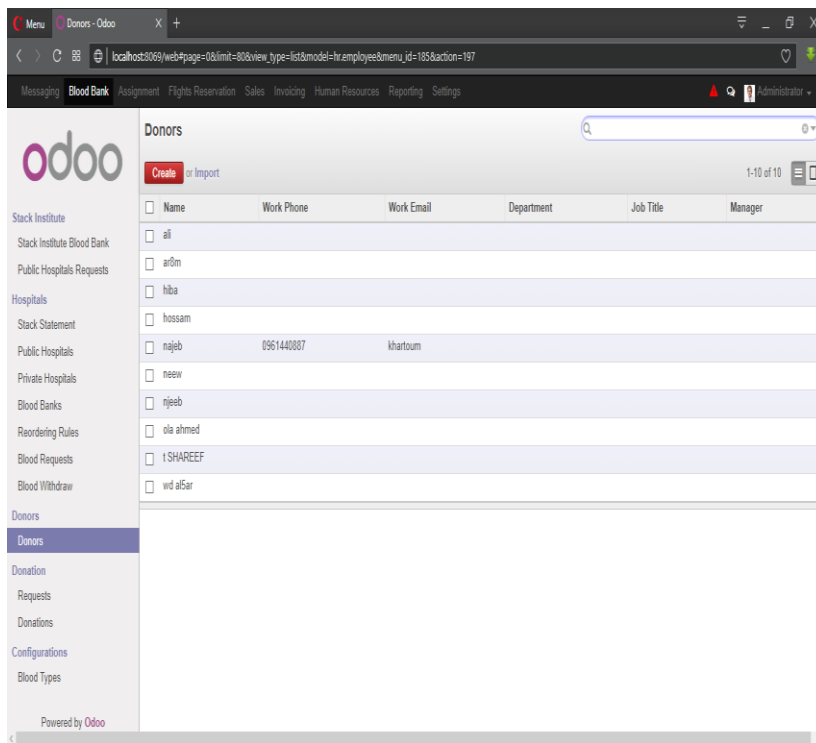 Menu Donors - Odoo
localhost:8069/web#page=0&limit=80&view_type=list&model=hr.employee&menu_id=185&action=197
Messaging Blood Bank Assignment Flights Reservation Sales Invoicing Human Resources Reporting Settings Administrator
odoo
Donors
Create or Import 1-10 of 10
Name Work Phone Work Email Department Job Title Manager
ali
ar8m
hiba
hossam
najeb 0961440887 khartoum
neew
njeeb
ola ahmed
t SHAREEF
wd al5ar
Stack Institute
Stack Institute Blood Bank
Public Hospitals Requests
Hospitals
Stack Statement
Public Hospitals
Private Hospitals
Blood Banks
Reordering Rules
Blood Requests
Blood Withdraw
Donors
Donors
Donation
Requests
Donations
Configurations
Blood Types
Powered by Odoo